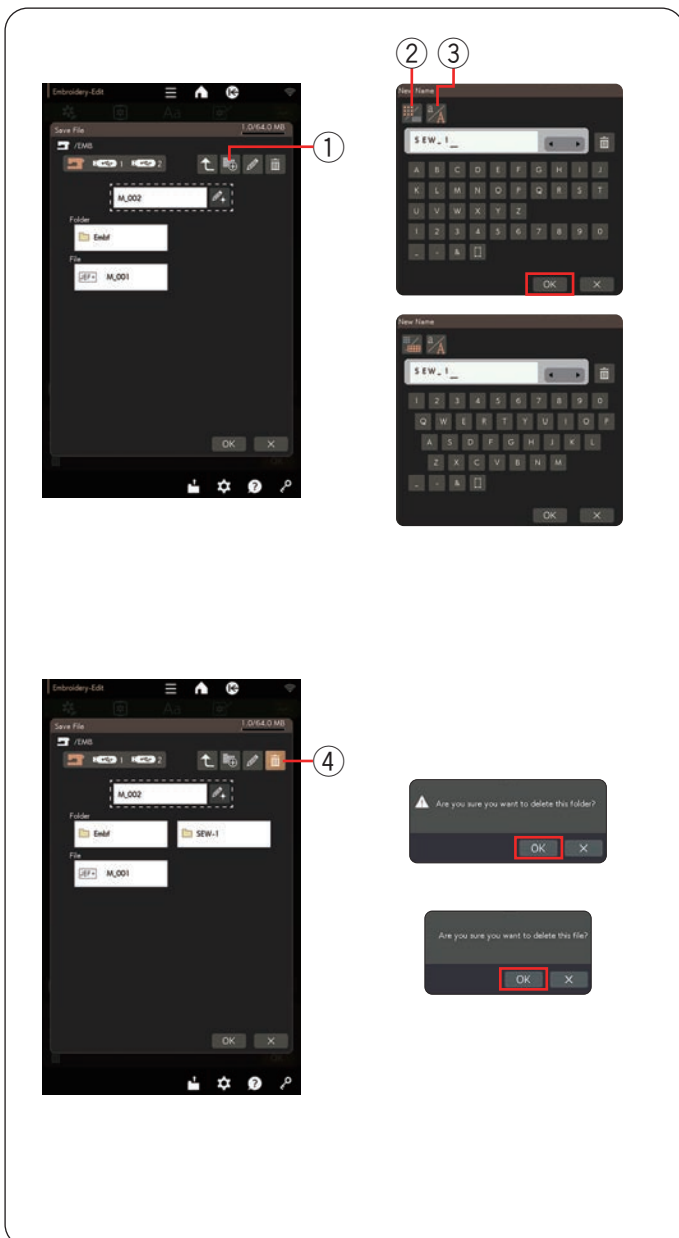 ② ③
Embroidery-Edit
Save File 1.0/64.0 MB
/EMB
1 2
①
M_002
Folder
Embf
File
JEF+ M_001
OK ×
New Name
a/A
SEW_1_
A B C D E F G H I J
K L M N O P Q R S T
U V W X Y Z
1 2 3 4 5 6 7 8 9 0
_ - & []
OK ×
New Name
a/A
SEW_1_
1 2 3 4 5 6 7 8 9 0
Q W E R T Y U I O P
A S D F G H J K L
Z X C V B N M
_ - & []
OK ×
Embroidery-Edit
Save File 1.0/64.0 MB
/EMB
1 2
④
M_002
Folder
Embf SEW-1
File
JEF+ M_001
OK ×
Are you sure you want to delete this folder?
OK ×
Are you sure you want to delete this file?
OK ×